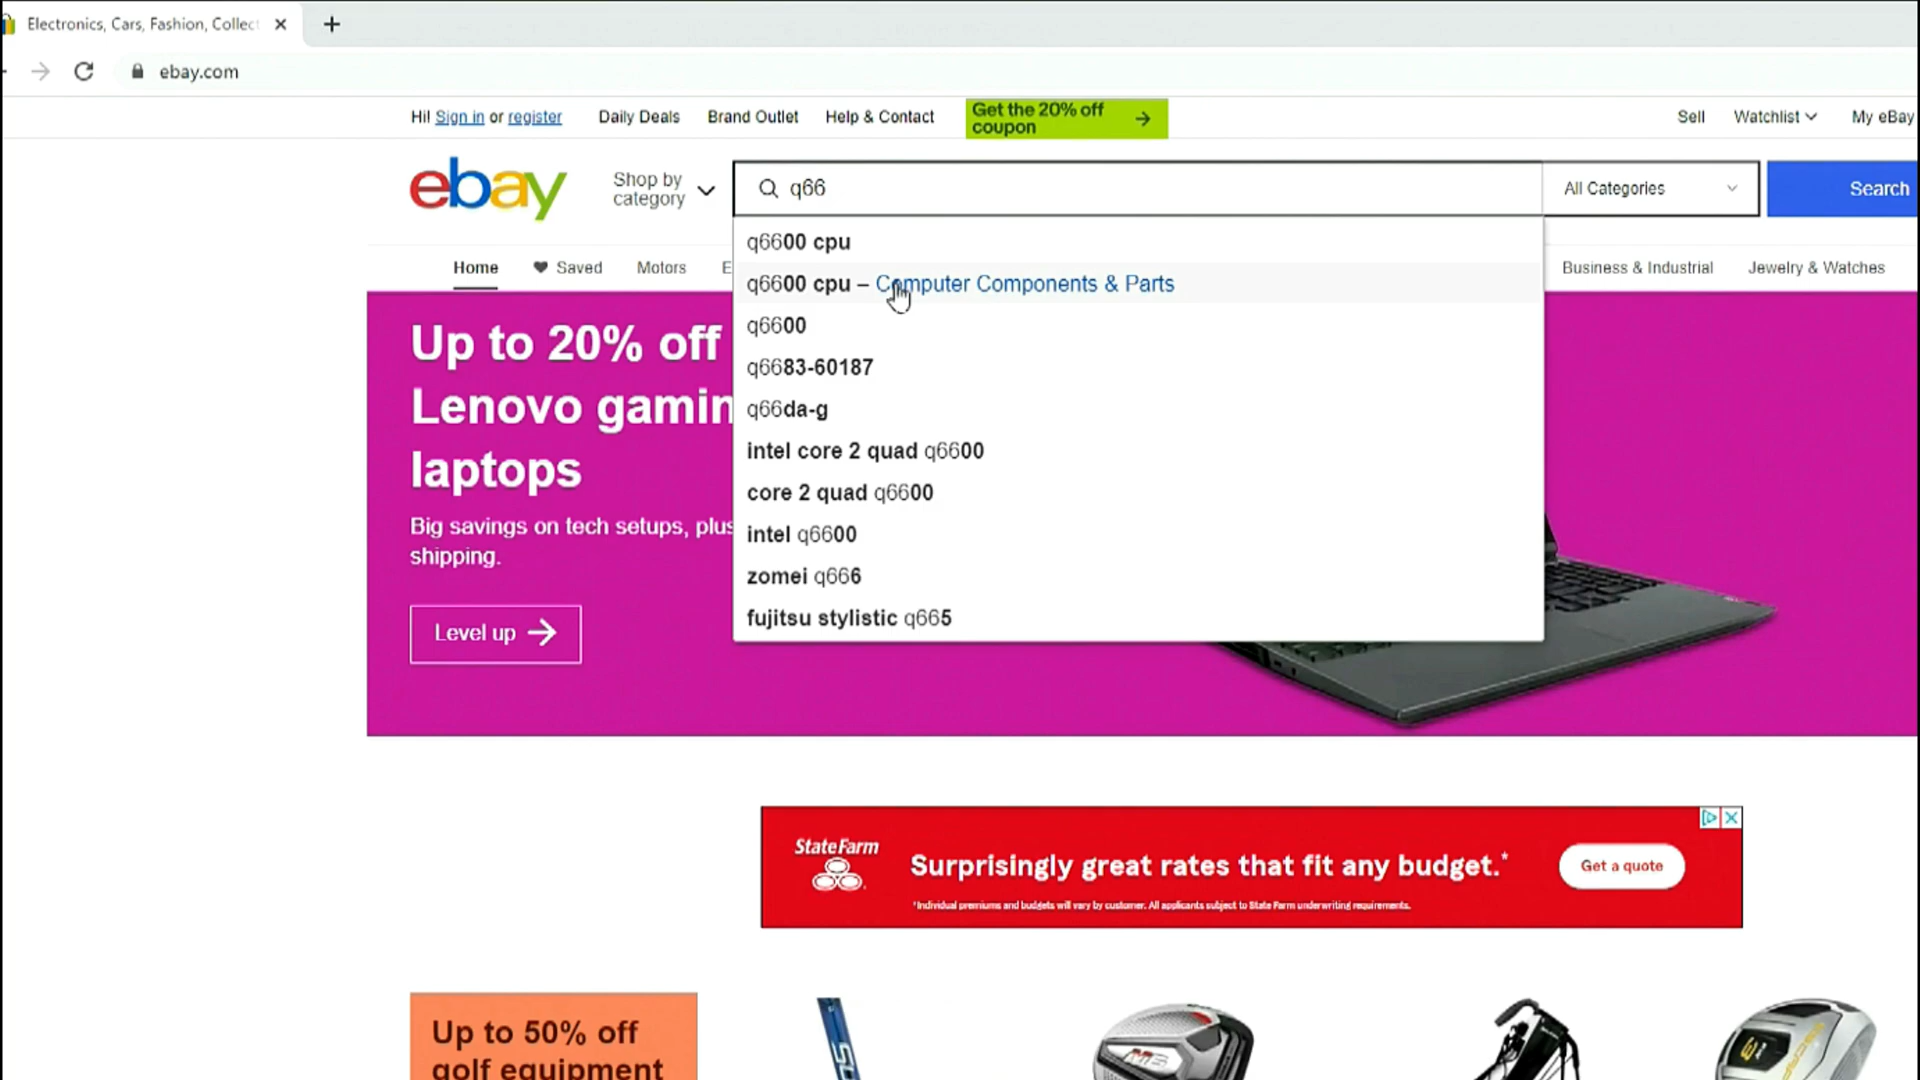 Electronics, Cars, Fashion, Collect
ebay.com
Hi! Sign in or register
Daily Deals
Brand Outlet
Help & Contact
Get the 20% off
coupon
Sell
Watchlist
My eBay
ebay
Shop by
category
q66
All Categories
Search
Home
Saved
Motors
E
Business & Industrial
Jewelry & Watches
q6600 cpu
q6600 cpu – Computer Components & Parts
q6600
q6683-60187
q66da-g
intel core 2 quad q6600
core 2 quad q6600
intel q6600
zomei q666
fujitsu stylistic q665
Up to 20% off
Lenovo gamin
laptops
Big savings on tech setups, plus
shipping.
Level up
StateFarm
Surprisingly great rates that fit any budget.*
*Individual premiums and budgets will vary by customer. All applicants subject to State Farm underwriting requirements.
Get a quote
Up to 50% off
golf equipment